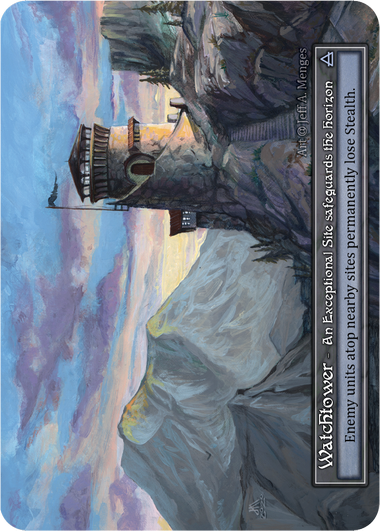 Art © Jeff A. Menges
Watchtower - An Exceptional Site safeguards the horizon
Enemy units atop nearby sites permanently lose Stealth.